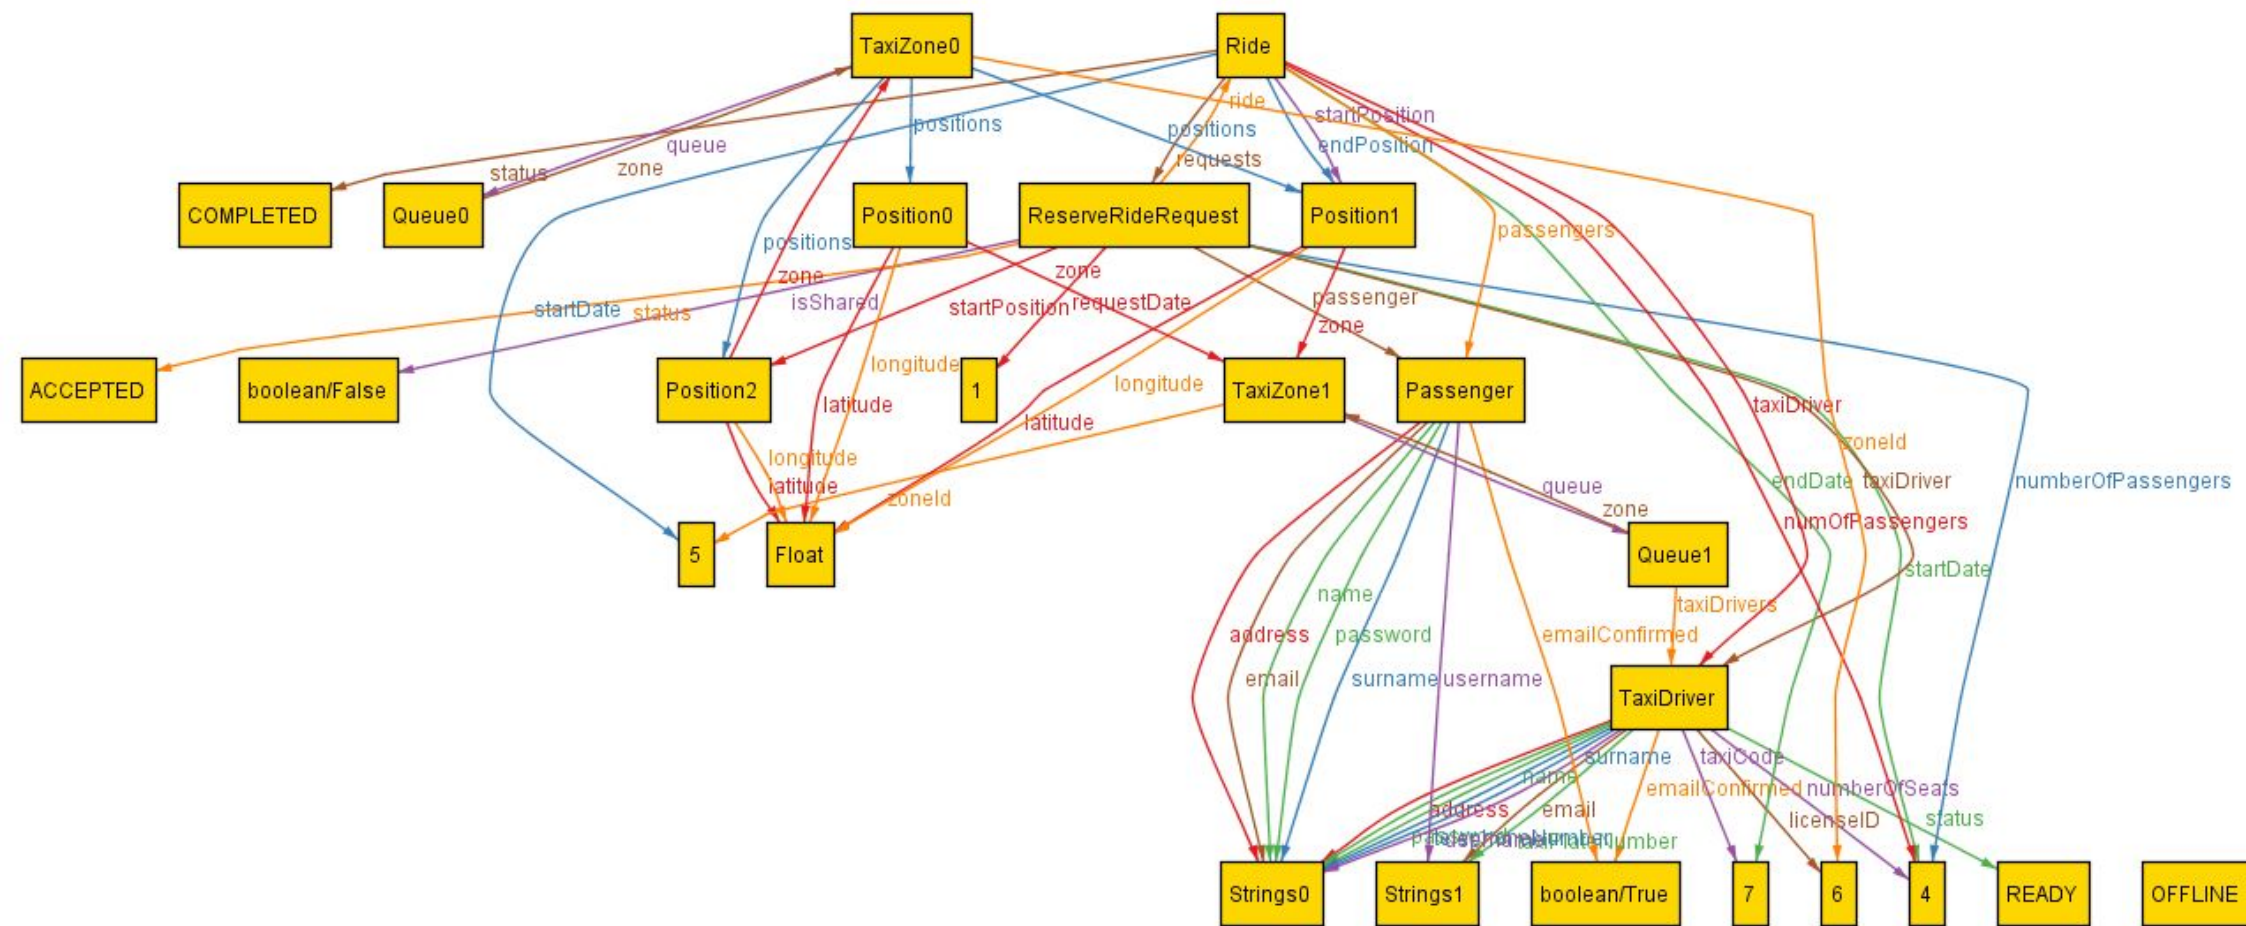 TaxiZone0
Ride
ride
positions
startPosition
positions
endPosition
queue
requests
status
zone
COMPLETED
Queue0
Position0
ReserveRideRequest
Position1
passengers
positions
zone
zone
isShared
startPosition
requestDate
passenger
startDate
status
zone
longitude
longitude
ACCEPTED
boolean/False
Position2
1
TaxiZone1
Passenger
latitude
latitude
taxiDriver
zoneId
longitude
latitude
zoneId
queue
zone
endDate
taxiDriver
numberOfPassengers
numOfPassengers
5
Float
Queue1
startDate
name
taxiDrivers
address
password
emailConfirmed
email
surname
username
TaxiDriver
surname
taxiCode
name
emailConfirmed
numberOfSeats
address
email
licenseID
status
Strings0
Strings1
boolean/True
7
6
4
READY
OFFLINE